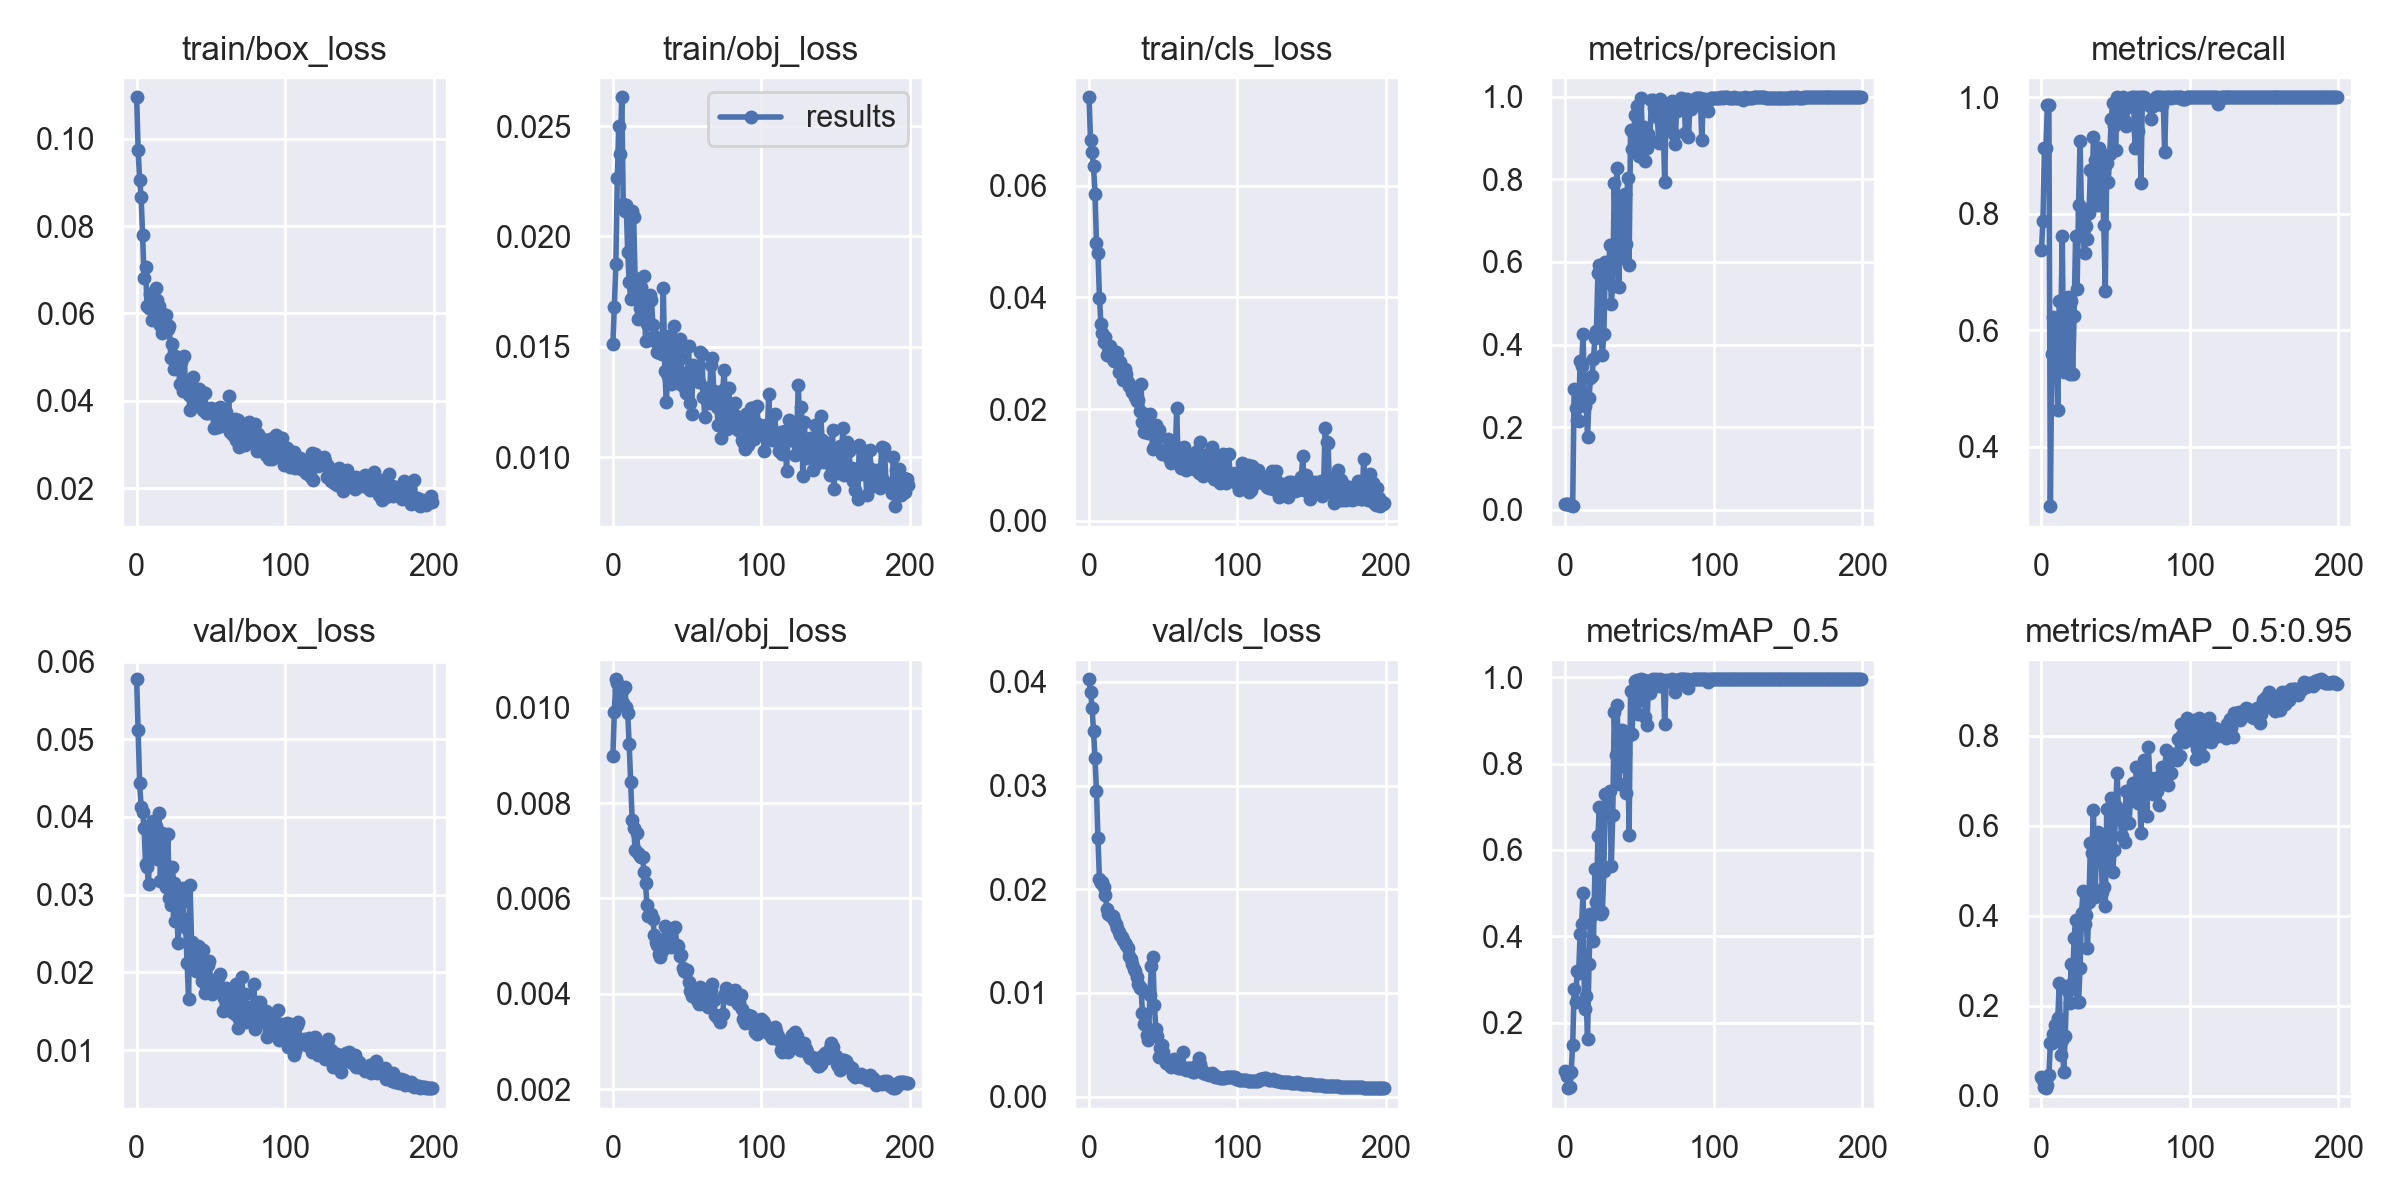 train/box_loss
train/obj_loss
train/cls_loss
metrics/precision
metrics/recall
results
0.10
0.08
0.06
0.04
0.02
0 100 200
0.025
0.020
0.015
0.010
0 100 200
0.06
0.04
0.02
0.00
0 100 200
1.0
0.8
0.6
0.4
0.2
0.0
0 100 200
1.0
0.8
0.6
0.4
0 100 200
val/box_loss
val/obj_loss
val/cls_loss
metrics/mAP_0.5
metrics/mAP_0.5:0.95
0.06
0.05
0.04
0.03
0.02
0.01
0 100 200
0.010
0.008
0.006
0.004
0.002
0 100 200
0.04
0.03
0.02
0.01
0.00
0 100 200
1.0
0.8
0.6
0.4
0.2
0 100 200
0.8
0.6
0.4
0.2
0.0
0 100 200